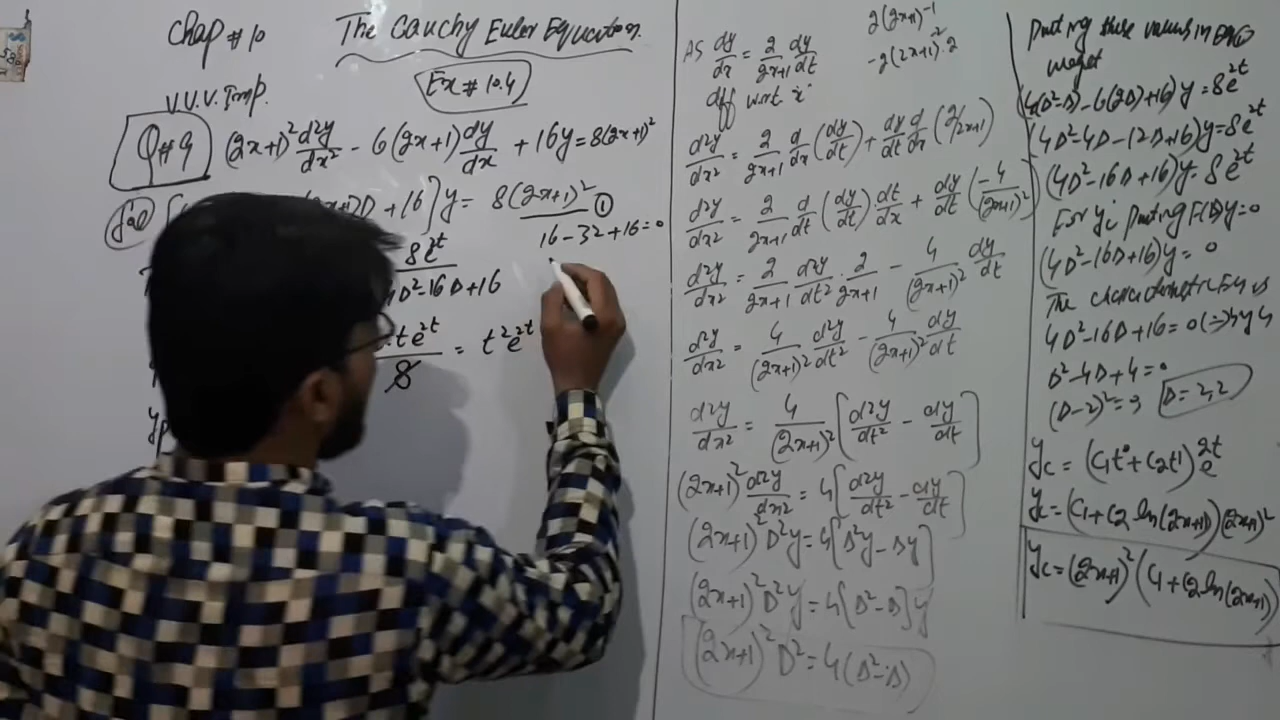 Chap # 10 The Cauchy Euler Equation.
Ex # 10.4
V.V.V. Imp.
Q # 9 (2x+1)² d²y/dx² - 6(2x+1) dy/dx + 16y = 8(2x+1)²
D + 16]y = 8(2x+1)² ①
16 - 32 + 16 = 0
8e^2t / D² - 16D + 16
te^2t / 8 = t²e^2t
As dy/dx = 2/2x+1 dy/dt
2(2x+1)^-1
-2(2x+1)^-2 . 2
diff w.r.t 'x'
d²y/dx² = 2/2x+1 d/dx (dy/dt) + dy/dt d/dx (2/2x+1)
d²y/dx² = 2/2x+1 d/dt (dy/dt) dt/dx + dy/dt (-4/(2x+1)²)
d²y/dx² = 2/2x+1 d²y/dt² . 2/2x+1 - 4/(2x+1)² dy/dt
d²y/dx² = 4/(2x+1)² d²y/dt² - 4/(2x+1)² dy/dt
d²y/dx² = 4/(2x+1)² [d²y/dt² - dy/dt]
(2x+1)² d²y/dx² = 4[d²y/dt² - dy/dt]
(2x+1)² D²y = 4[Δ²y - Δy]
(2x+1)² D²y = 4[Δ² - Δ]y
(2x+1)² D² = 4(Δ² - Δ)
Putting these values in
we get
(4(D²-D) - 6(2D) + 16)y = 8e^2t
(4D² - 4D - 12D + 16)y = 8e^2t
(4D² - 16D + 16)y = 8e^2t
For yc putting F(D)y = 0
(4D² - 16D + 16)y = 0
The characteristic Eq is
4D² - 16D + 16 = 0 (÷) by 4
D² - 4D + 4 = 0
(D-2)² = 0, D = 2,2
yc = (c1t° + c2t1) e^2t
yc = (c1 + c2 ln(2x+1))(2x+1)²
yc = (2x+1)² (c1 + c2 ln(2x+1))